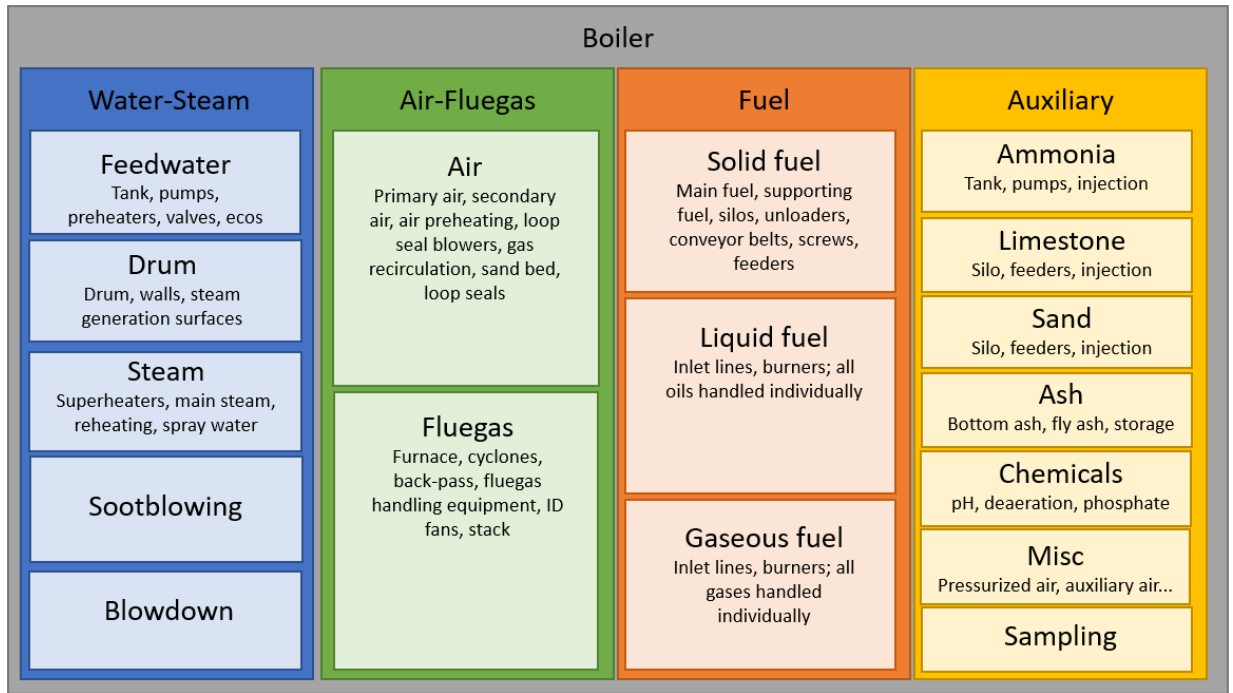 Boiler
Water-Steam
Feedwater
Tank, pumps,
preheaters, valves, ecos
Drum
Drum, walls, steam
generation surfaces
Steam
Superheaters, main steam,
reheating, spray water
Sootblowing
Blowdown
Air-Fluegas
Air
Primary air, secondary
air, air preheating, loop
seal blowers, gas
recirculation, sand bed,
loop seals
Fluegas
Furnace, cyclones,
back-pass, fluegas
handling equipment, ID
fans, stack
Fuel
Solid fuel
Main fuel, supporting
fuel, silos, unloaders,
conveyor belts, screws,
feeders
Liquid fuel
Inlet lines, burners; all
oils handled individually
Gaseous fuel
Inlet lines, burners; all
gases handled
individually
Auxiliary
Ammonia
Tank, pumps, injection
Limestone
Silo, feeders, injection
Sand
Silo, feeders, injection
Ash
Bottom ash, fly ash, storage
Chemicals
pH, deaeration, phosphate
Misc
Pressurized air, auxiliary air...
Sampling